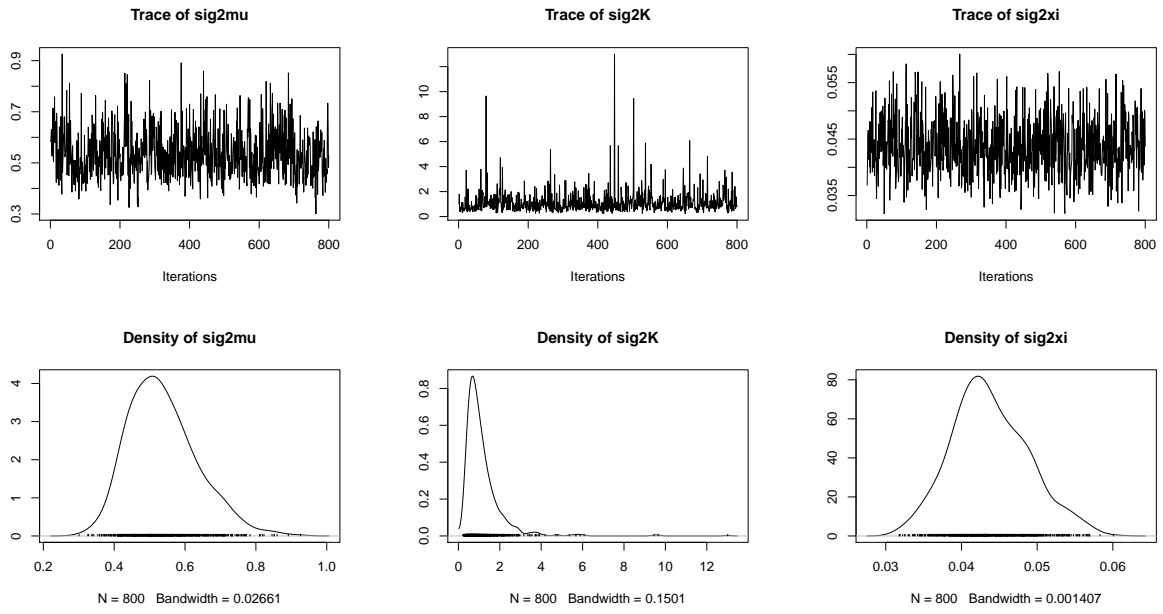 Trace of sig2mu
0.3 0.5 0.7 0.9
0 200 400 600 800
Iterations
Trace of sig2K
0 2 4 6 8 10 12
0 200 400 600 800
Iterations
Trace of sig2xi
0.035 0.045 0.055
0 200 400 600 800
Iterations
Density of sig2mu
0 1 2 3 4
0.2 0.4 0.6 0.8 1.0
N = 800 Bandwidth = 0.02661
Density of sig2K
0.0 0.2 0.4 0.6 0.8
0 2 4 6 8 10 12
N = 800 Bandwidth = 0.1501
Density of sig2xi
0 20 40 60 80
0.03 0.04 0.05 0.06
N = 800 Bandwidth = 0.001407